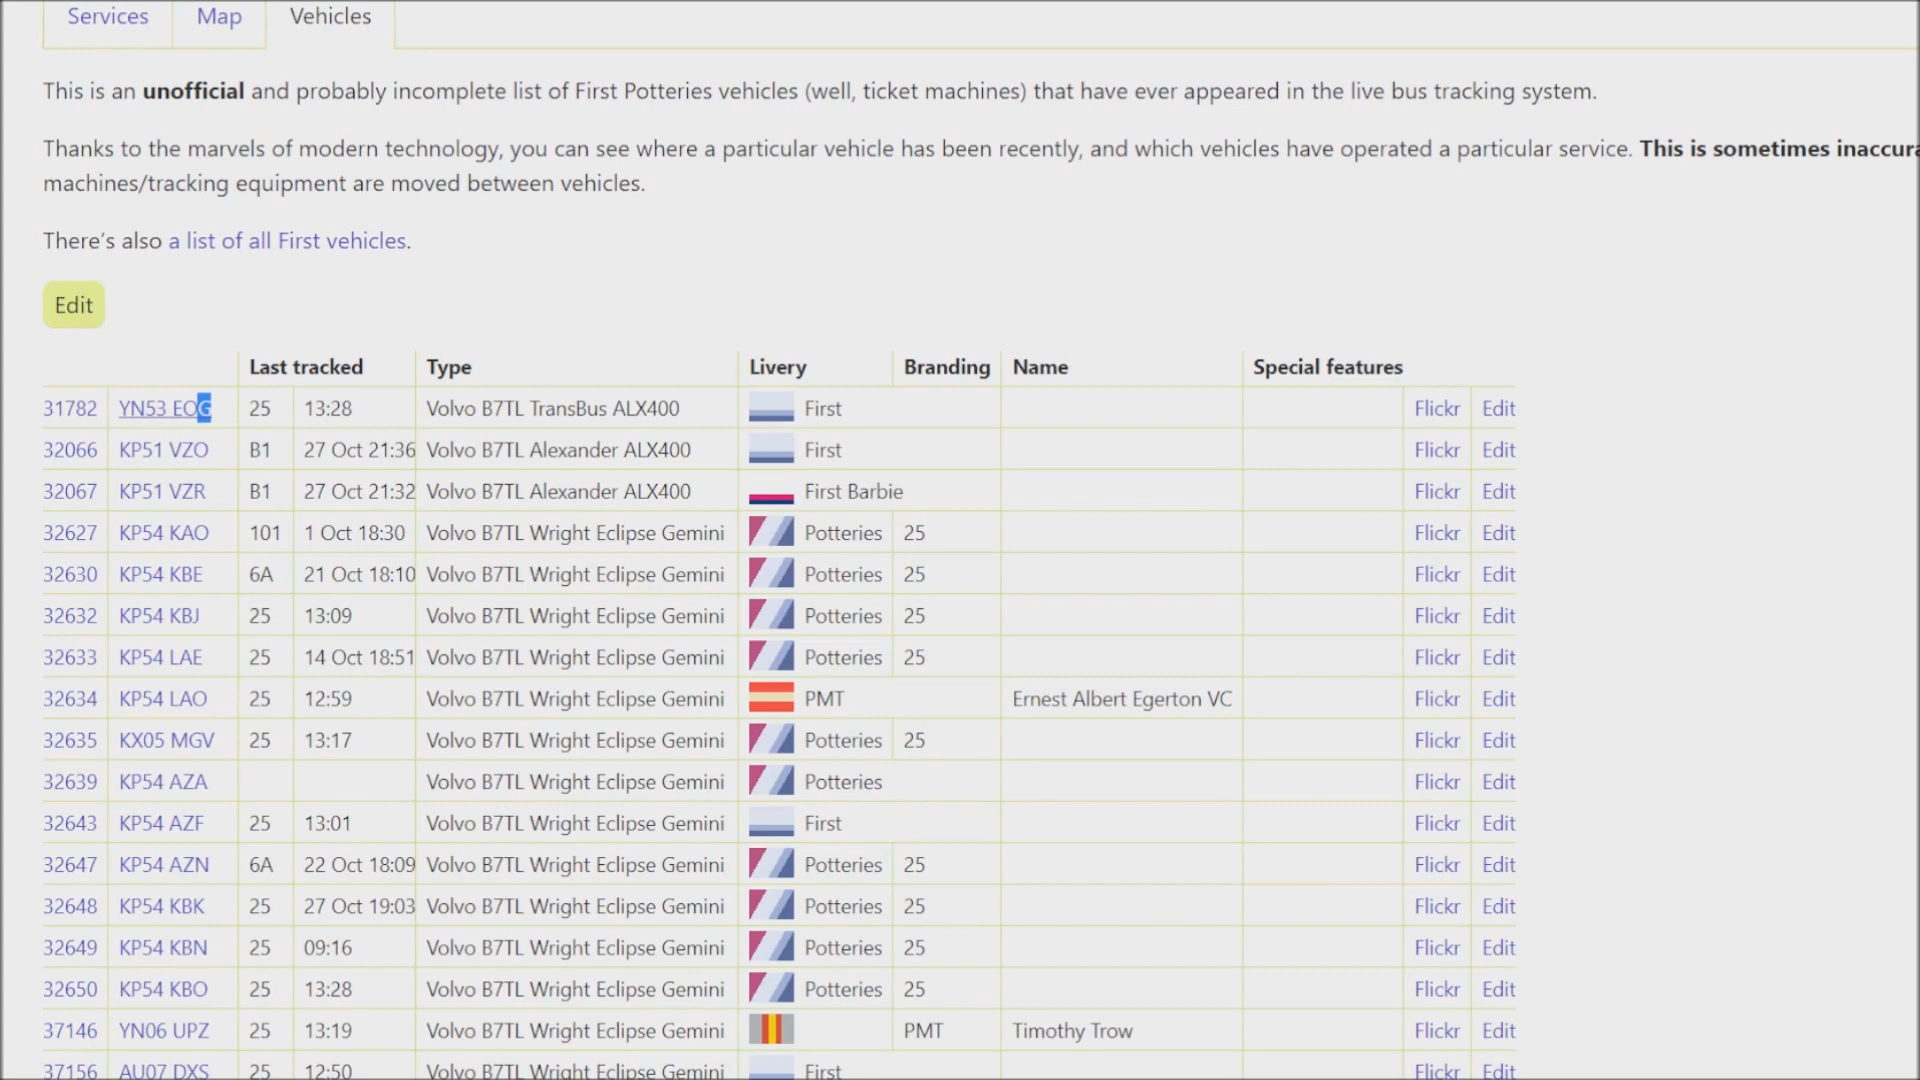 Services Map Vehicles
This is an unofficial and probably incomplete list of First Potteries vehicles (well, ticket machines) that have ever appeared in the live bus tracking system.
Thanks to the marvels of modern technology, you can see where a particular vehicle has been recently, and which vehicles have operated a particular service. This is sometimes
machines/tracking equipment are moved between vehicles.
There's also a list of all First vehicles.
Edit
Last tracked Type Livery Branding Name Special features
31782 YN53 EOG 25 13:28 Volvo B7TL TransBus ALX400 First Flickr Edit
32066 KP51 VZO B1 27 Oct 21:36 Volvo B7TL Alexander ALX400 First Flickr Edit
32067 KP51 VZR B1 27 Oct 21:32 Volvo B7TL Alexander ALX400 First Barbie Flickr Edit
32627 KP54 KAO 101 1 Oct 18:30 Volvo B7TL Wright Eclipse Gemini Potteries 25 Flickr Edit
32630 KP54 KBE 6A 21 Oct 18:10 Volvo B7TL Wright Eclipse Gemini Potteries 25 Flickr Edit
32632 KP54 KBJ 25 13:09 Volvo B7TL Wright Eclipse Gemini Potteries 25 Flickr Edit
32633 KP54 LAE 25 14 Oct 18:51 Volvo B7TL Wright Eclipse Gemini Potteries 25 Flickr Edit
32634 KP54 LAO 25 12:59 Volvo B7TL Wright Eclipse Gemini PMT Ernest Albert Egerton VC Flickr Edit
32635 KX05 MGV 25 13:17 Volvo B7TL Wright Eclipse Gemini Potteries 25 Flickr Edit
32639 KP54 AZA Volvo B7TL Wright Eclipse Gemini Potteries Flickr Edit
32643 KP54 AZF 25 13:01 Volvo B7TL Wright Eclipse Gemini First Flickr Edit
32647 KP54 AZN 6A 22 Oct 18:09 Volvo B7TL Wright Eclipse Gemini Potteries 25 Flickr Edit
32648 KP54 KBK 25 27 Oct 19:03 Volvo B7TL Wright Eclipse Gemini Potteries 25 Flickr Edit
32649 KP54 KBN 25 09:16 Volvo B7TL Wright Eclipse Gemini Potteries 25 Flickr Edit
32650 KP54 KBO 25 13:28 Volvo B7TL Wright Eclipse Gemini Potteries 25 Flickr Edit
37146 YN06 UPZ 25 13:19 Volvo B7TL Wright Eclipse Gemini PMT Timothy Trow Flickr Edit
37156 AU07 DXS 25 12:50 Volvo B7TL Wright Eclipse Gemini First Flickr Edit